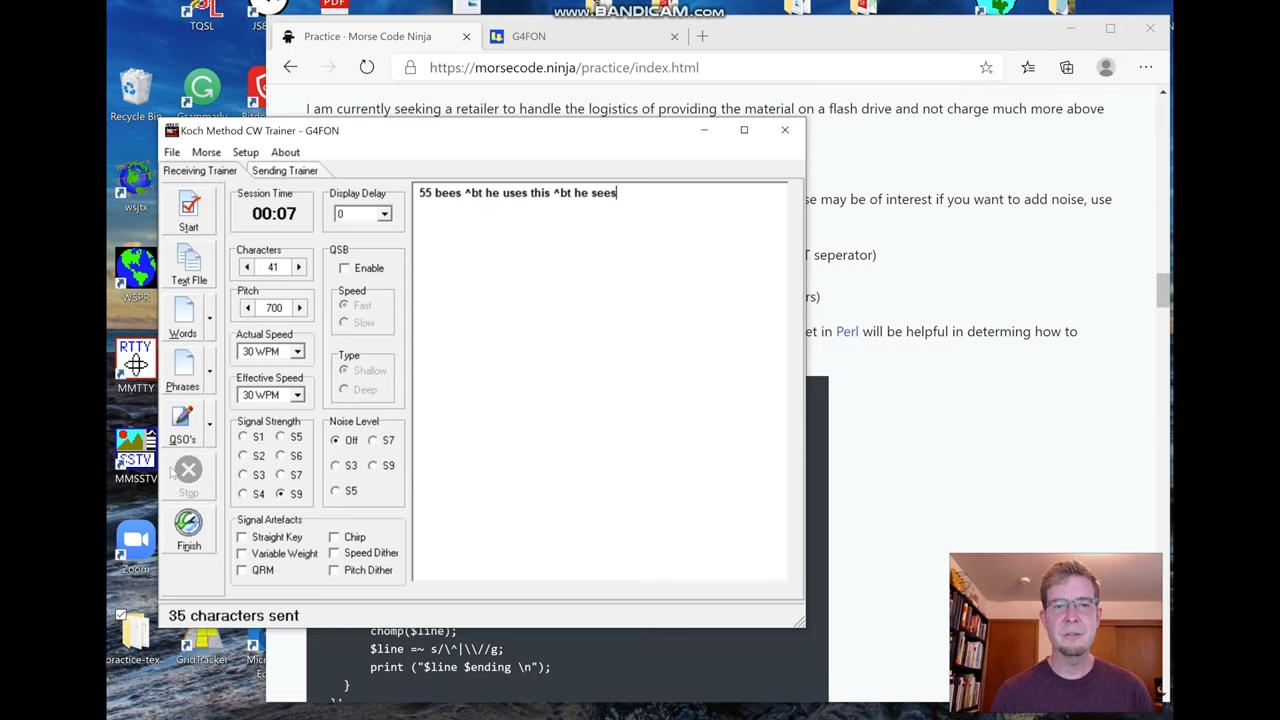 www.BANDICAM.com
TQSL
JS8
PDF
Practice · Morse Code Ninja
G4FON
https://morsecode.ninja/practice/index.html
Recycle Bin
Grammarly
I am currently seeking a retailer to handle the logistics of providing the material on a flash drive and not charge much more above
Koch Method CW Trainer - G4FON
File Morse Setup About
Receiving Trainer Sending Trainer
Session Time
00:07
Display Delay
0
55 bees ^bt he uses this ^bt he sees
se may be of interest if you want to add noise, use
Start
Characters
41
QSB
Enable
T seperator)
wsjtx
Text FIle
Pitch
700
Speed
Fast
Slow
rs)
Words
Actual Speed
30 WPM
et in Perl will be helpful in determing how to
WSPR
RTTY
MMTTY
Phrases
Effective Speed
30 WPM
Type
Shallow
Deep
QSO's
Signal Strength
S1 S5
S2 S6
S3 S7
S4 S9
Noise Level
Off S7
S3 S9
S5
SSTV
MMSSTV
Stop
Finish
Signal Artefacts
Straight Key Chirp
Variable Weight Speed Dither
QRM Pitch Dither
Zoom
35 characters sent
chomp($line);
$line =~ s/\^|\\//g;
print ("$line $ending \n");
}
practice-tex...
GridTracker